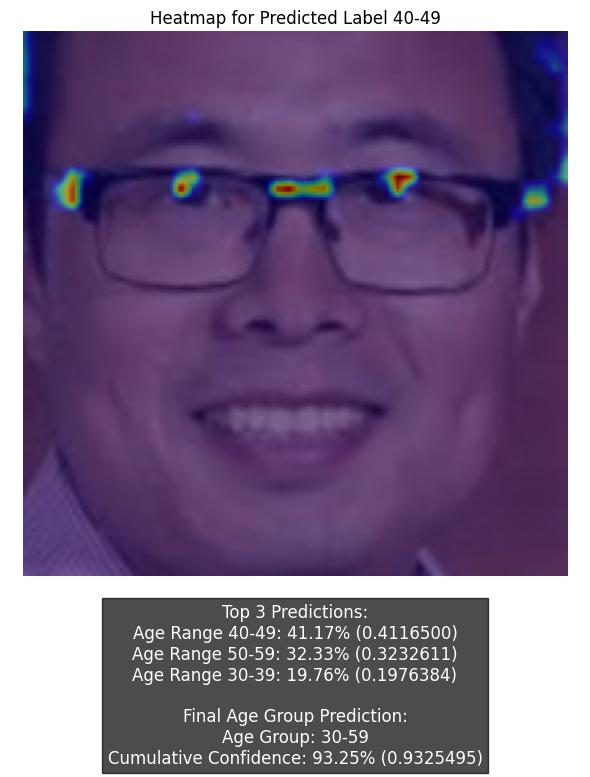 Heatmap for Predicted Label 40-49
Top 3 Predictions:
Age Range 40-49: 41.17% (0.4116500)
Age Range 50-59: 32.33% (0.3232611)
Age Range 30-39: 19.76% (0.1976384)
Final Age Group Prediction:
Age Group: 30-59
Cumulative Confidence: 93.25% (0.9325495)